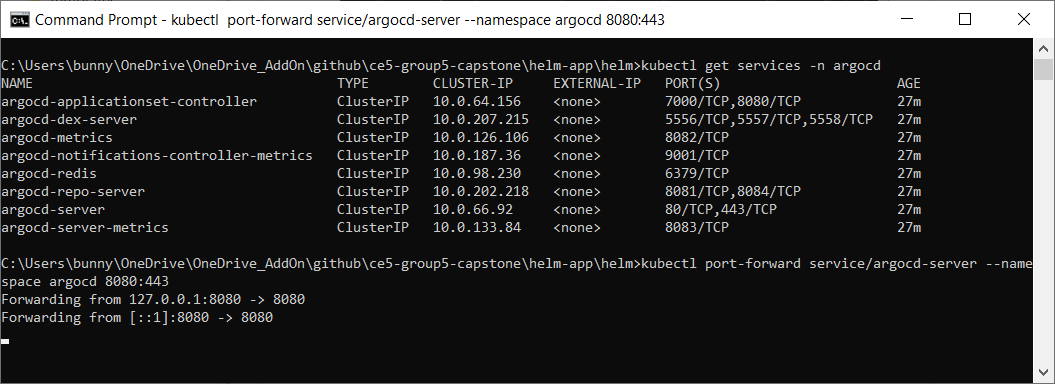 Command Prompt - kubectl  port-forward service/argocd-server --namespace argocd 8080:443
C:\Users\bunny\OneDrive\OneDrive_AddOn\github\ce5-group5-capstone\helm-app\helm>kubectl get services -n argocd
NAME                                      TYPE        CLUSTER-IP     EXTERNAL-IP   PORT(S)                      AGE
argocd-applicationset-controller          ClusterIP   10.0.64.156    <none>        7000/TCP,8080/TCP            27m
argocd-dex-server                         ClusterIP   10.0.207.215   <none>        5556/TCP,5557/TCP,5558/TCP   27m
argocd-metrics                            ClusterIP   10.0.126.106   <none>        8082/TCP                     27m
argocd-notifications-controller-metrics   ClusterIP   10.0.187.36    <none>        9001/TCP                     27m
argocd-redis                              ClusterIP   10.0.98.230    <none>        6379/TCP                     27m
argocd-repo-server                        ClusterIP   10.0.202.218   <none>        8081/TCP,8084/TCP            27m
argocd-server                             ClusterIP   10.0.66.92     <none>        80/TCP,443/TCP               27m
argocd-server-metrics                     ClusterIP   10.0.133.84    <none>        8083/TCP                     27m
C:\Users\bunny\OneDrive\OneDrive_AddOn\github\ce5-group5-capstone\helm-app\helm>kubectl port-forward service/argocd-server --name
space argocd 8080:443
Forwarding from 127.0.0.1:8080 -> 8080
Forwarding from [::1]:8080 -> 8080